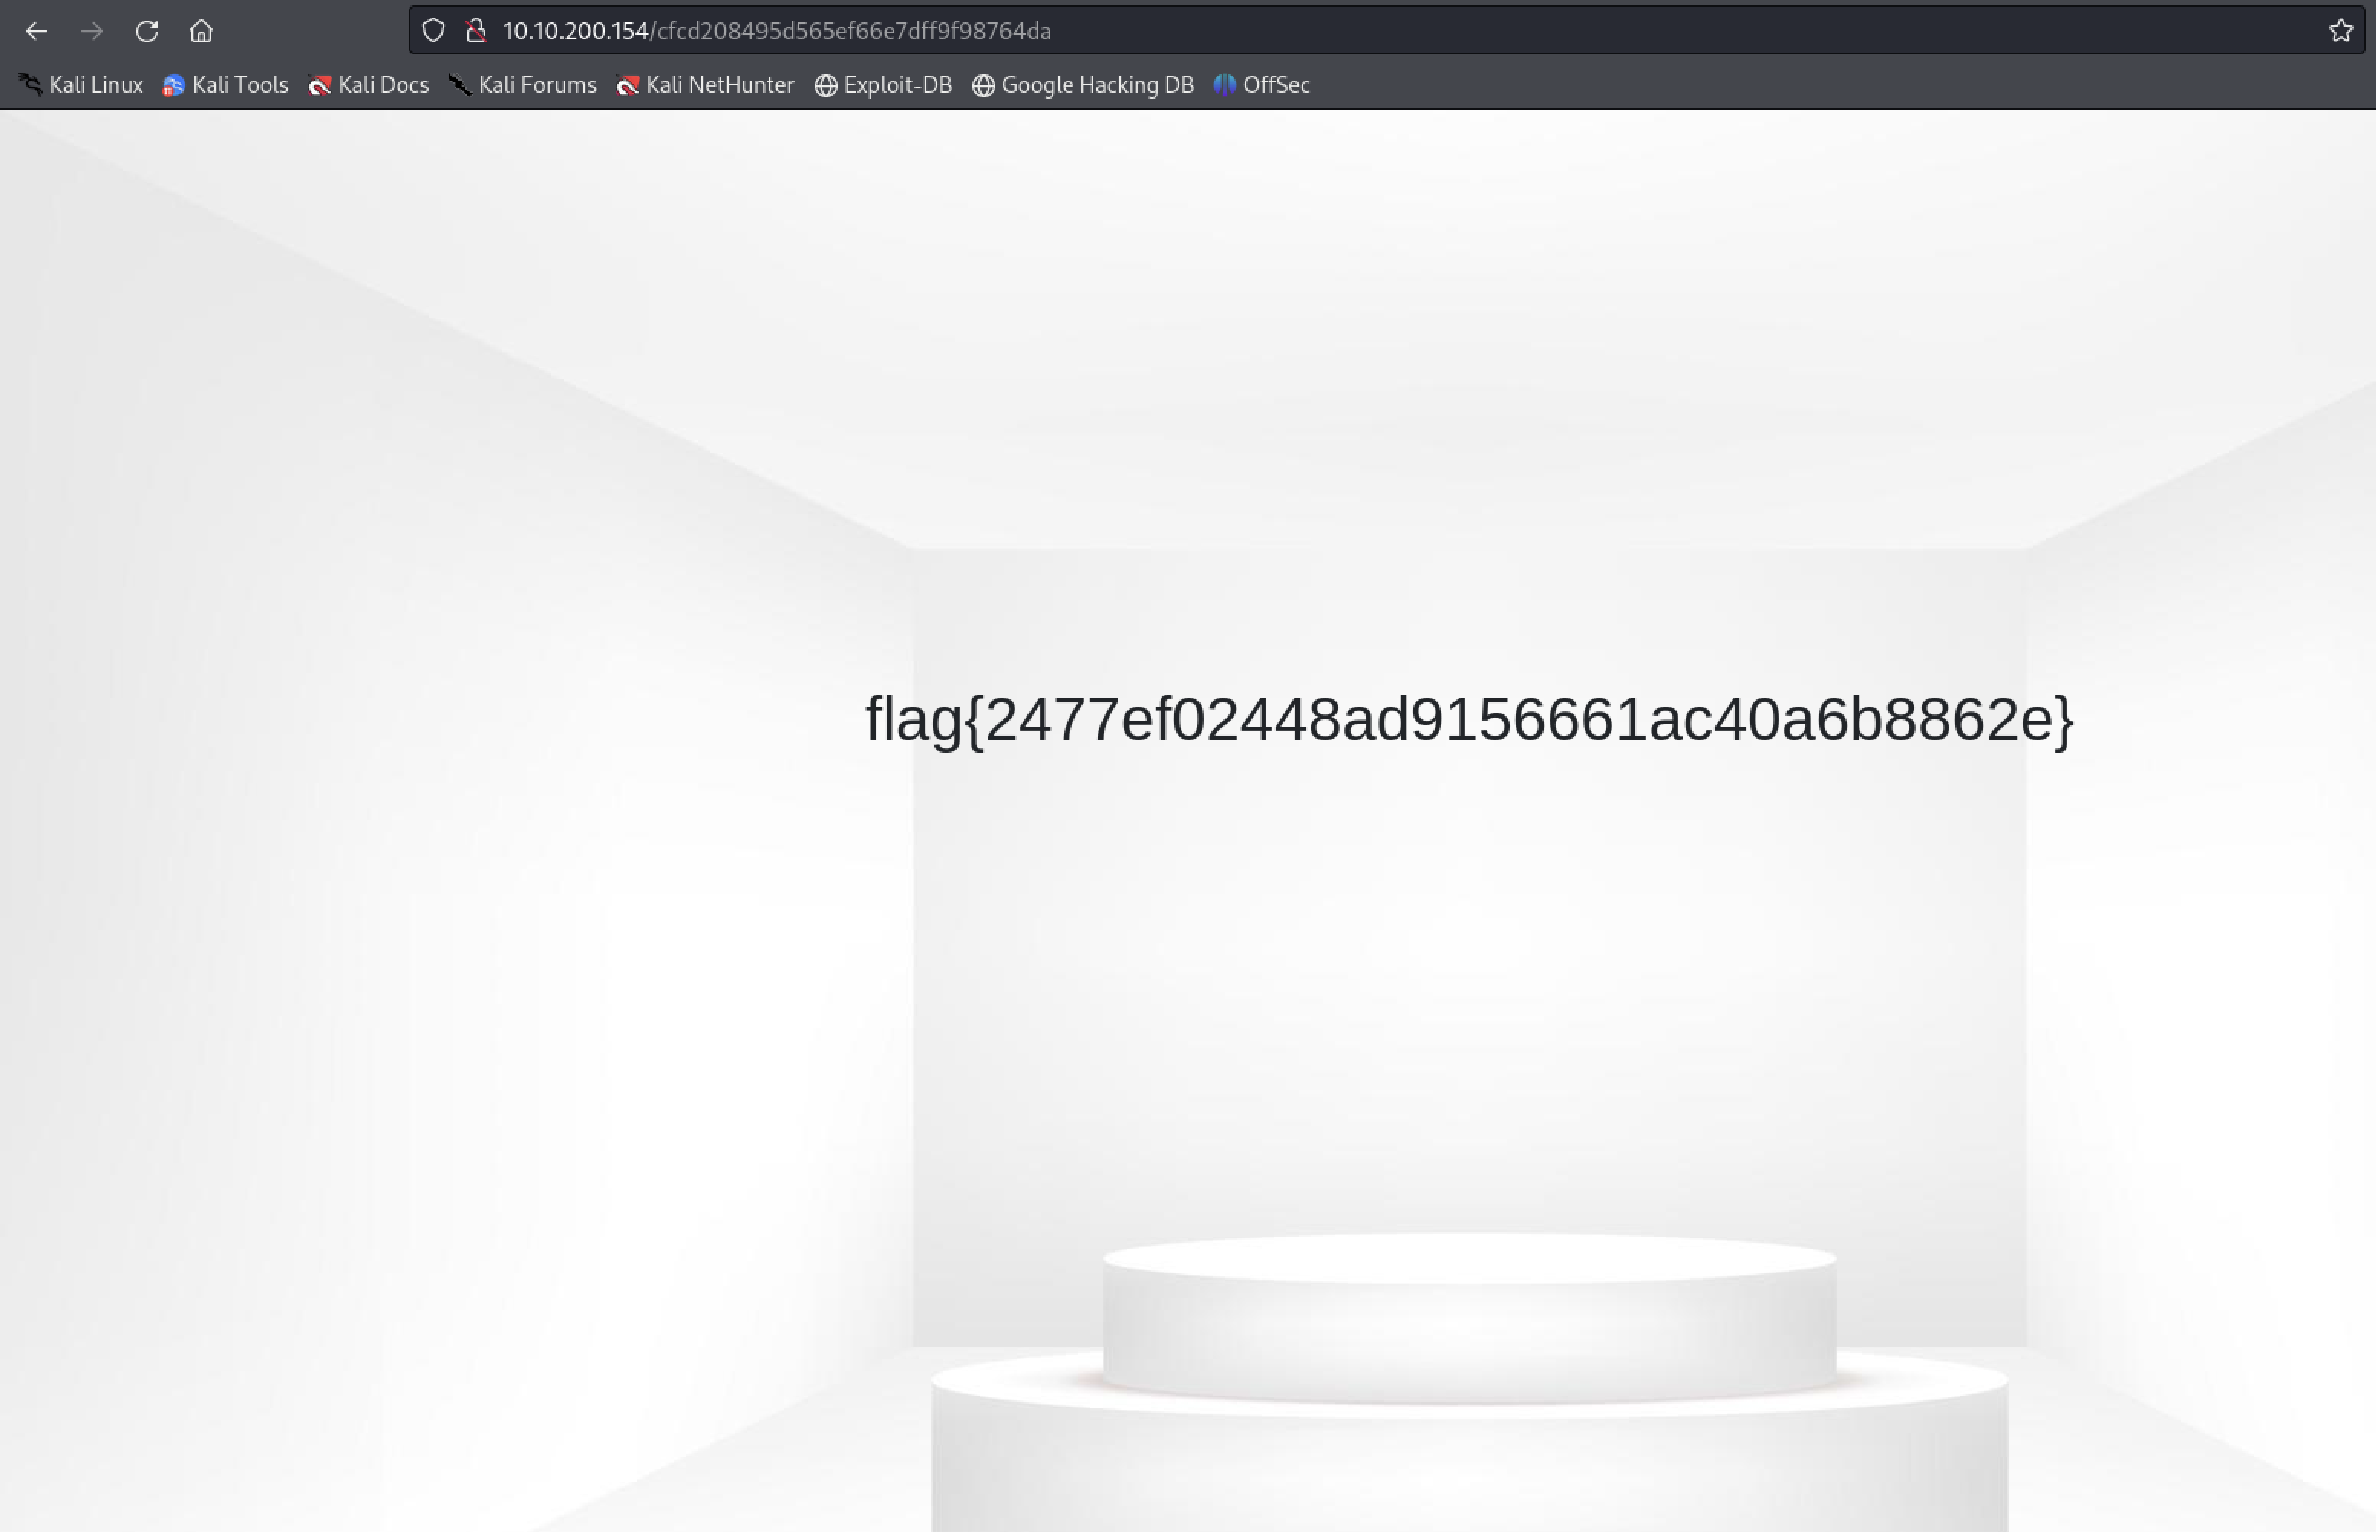 10.10.200.154/cfcd208495d565ef66e7dff9f98764da
Kali Linux Kali Tools Kali Docs Kali Forums Kali NetHunter Exploit-DB Google Hacking DB OffSec
flag{2477ef02448ad9156661ac40a6b8862e}